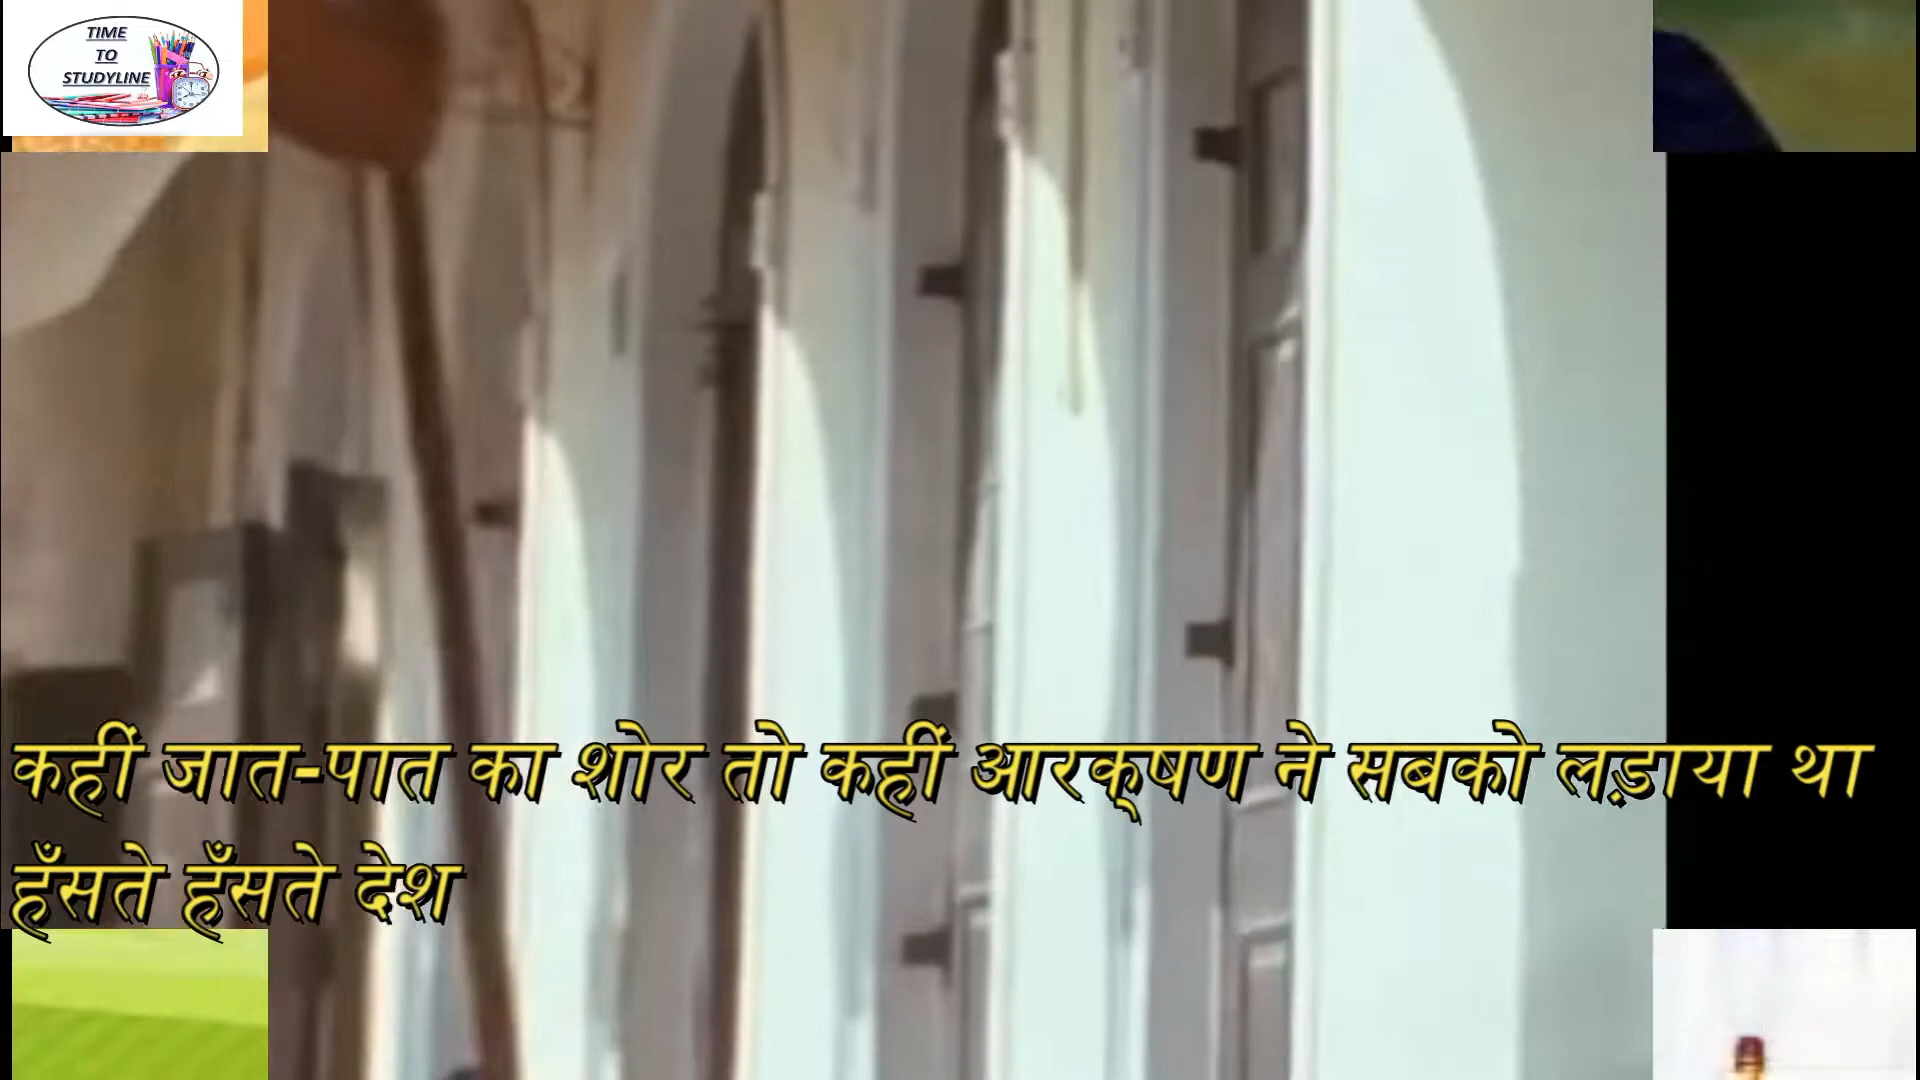 TIME
TO
STUDYLINE
कहीं जात-पात का शोर तो कहीं आरक्षण ने सबको लड़ाया था
हँसते हँसते देश